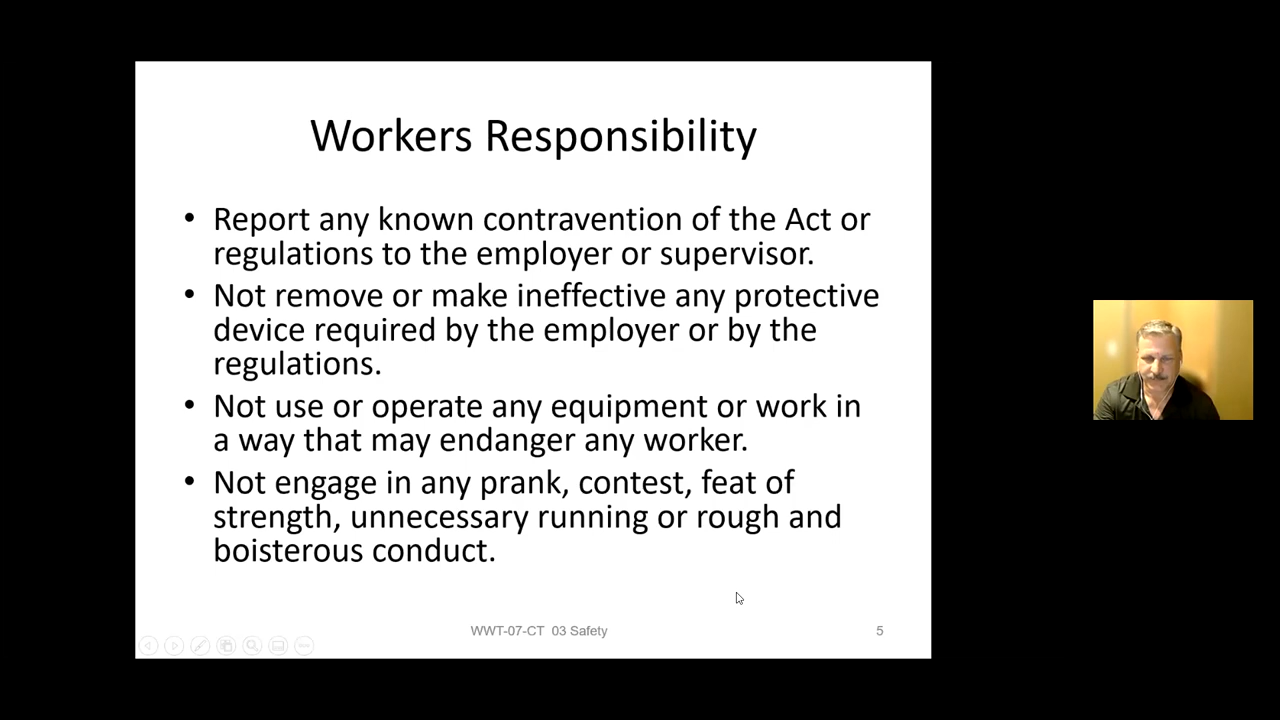 Workers Responsibility
• Report any known contravention of the Act or
regulations to the employer or supervisor.
• Not remove or make ineffective any protective
device required by the employer or by the
regulations.
• Not use or operate any equipment or work in
a way that may endanger any worker.
• Not engage in any prank, contest, feat of
strength, unnecessary running or rough and
boisterous conduct.
WWT-07-CT 03 Safety
5